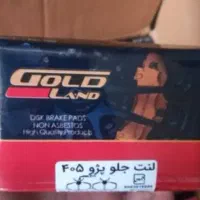 GOLD
LAND
DISK BRAKE PADS
NON ASBESTOS
High Quality Products
لنت جلو پژو ۴۰۵